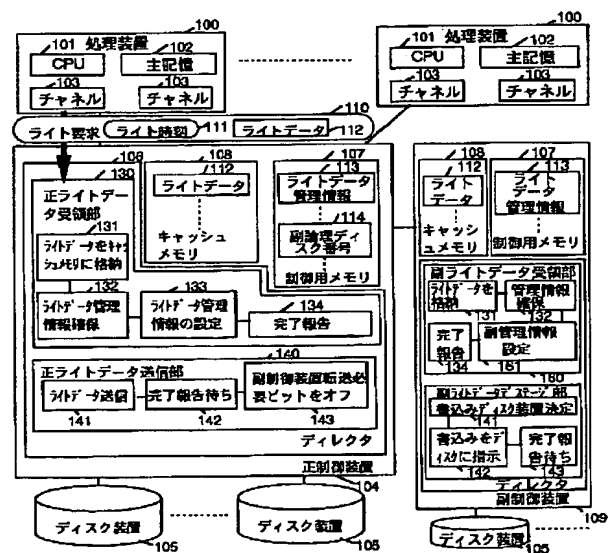 100
101 処理装置
102
CPU
主記憶
103
103
チャネル
チャネル
100
101 処理装置
102
CPU
主記憶
103
103
チャネル
チャネル
110
ライト要求
ライト時刻
111
ライトデータ
112
106
130
正ライトデー
タ受領部
131
ライトデータをキャッ
シュメモリに格納
132
ライトデータ管理
情報確保
133
ライトデータ管理
情報の設定
134
完了報告
108
112
ライトデータ
キャッシュ
メモリ
107
113
ライトデータ
管理情報
114
副論理ディ
スク番号
制御用メモリ
140
正ライトデータ送信部
ライトデータ送信
141
完了報告待ち
142
副制御装置転送必
要ビットをオフ
143
ディレクタ
正制御装置
104
ディスク装置
105
ディスク装置
105
108
112
ライト
データ
キャッシ
ュメモリ
107
113
ライト
データ
管理情報
制御用メモリ
副ライトデータ受領部
ライトデータを
格納
131
管理情報
確保
132
完了
報告
134
副管理情報
設定
161
160
副ライトデータデステージ部
書込みディスク装置決定
141
書込みをデ
ィスクに指示
142
完了報
告待ち
143
ディレクタ
副制御装置
109
ディスク装置
105